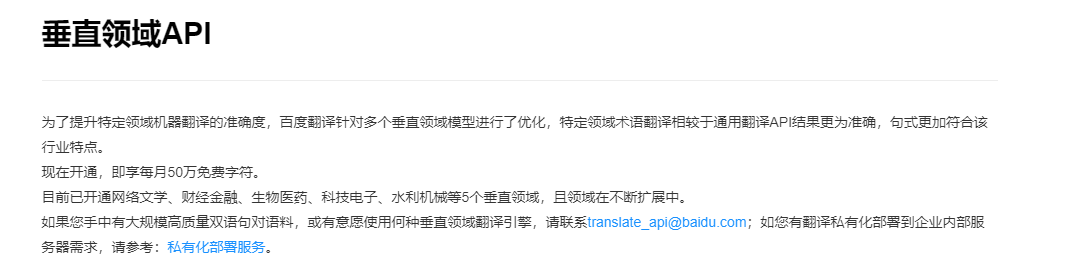 垂直领域API
为了提升特定领域机器翻译的准确度，百度翻译针对多个垂直领域模型进行了优化，特定领域术语翻译相较于通用翻译API结果更为准确，句式更加符合该
行业特点。
现在开通，即享每月50万免费字符。
目前已开通网络文学、财经金融、生物医药、科技电子、水利机械等5个垂直领域，且领域在不断扩展中。
如果您手中有大规模高质量双语句对语料，或有意愿使用何种垂直领域翻译引擎，请联系translate_api@baidu.com；如您有翻译私有化部署到企业内部服
务器需求，请参考：私有化部署服务。